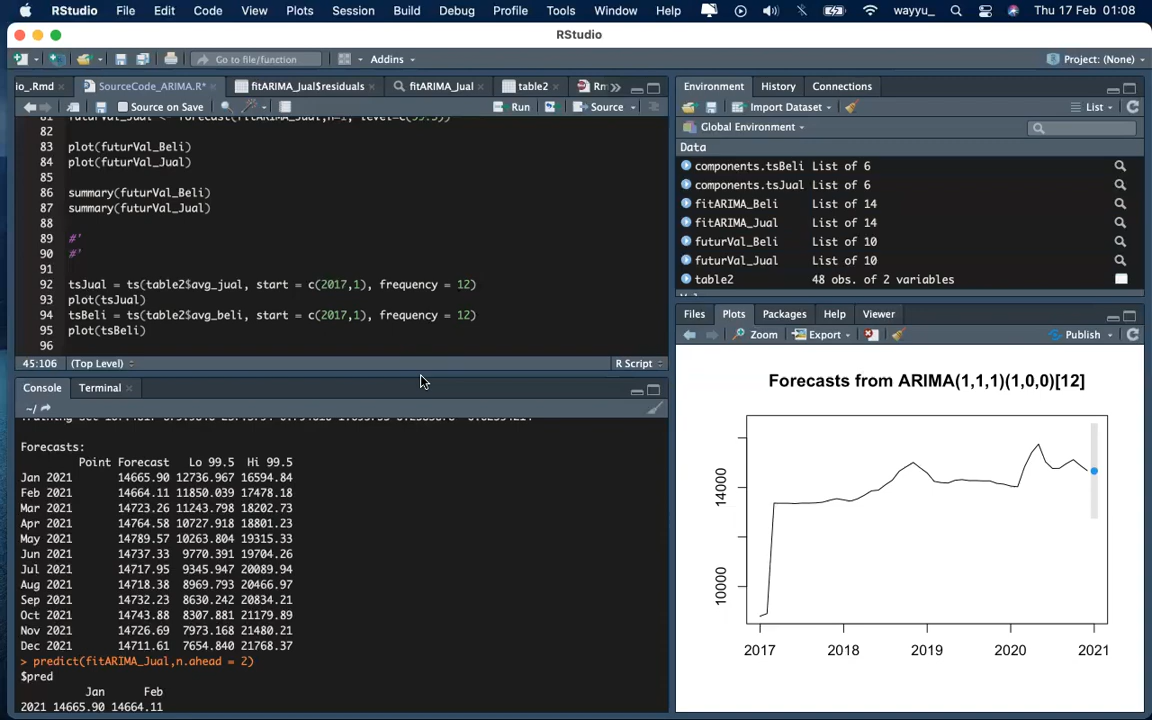 RStudio File Edit Code View Plots Session Build Debug Profile Tools Window Help wayyu_ Thu 17 Feb 01:08
RStudio
Go to file/function Addins Project: (None)
io_.Rmd SourceCode_ARIMA.R* fitARIMA_Jual$residuals fitARIMA_Jual table2 Rm
Source on Save Run Source
81 futurVal_Jual <- forecast(fitARIMA_Jual,h=1, level=c(99.5))
82
83 plot(futurVal_Beli)
84 plot(futurVal_Jual)
85
86 summary(futurVal_Beli)
87 summary(futurVal_Jual)
88
89 #'
90 #'
91
92 tsJual = ts(table2$avg_jual, start = c(2017,1), frequency = 12)
93 plot(tsJual)
94 tsBeli = ts(table2$avg_beli, start = c(2017,1), frequency = 12)
95 plot(tsBeli)
96
45:106 (Top Level) R Script
Console Terminal
~/
Forecasts:
Point Forecast Lo 99.5 Hi 99.5
Jan 2021 14665.90 12736.967 16594.84
Feb 2021 14664.11 11850.039 17478.18
Mar 2021 14723.26 11243.798 18202.73
Apr 2021 14764.58 10727.918 18801.23
May 2021 14789.57 10263.804 19315.33
Jun 2021 14737.33 9770.391 19704.26
Jul 2021 14717.95 9345.947 20089.94
Aug 2021 14718.38 8969.793 20466.97
Sep 2021 14732.23 8630.242 20834.21
Oct 2021 14743.88 8307.881 21179.89
Nov 2021 14726.69 7973.168 21480.21
Dec 2021 14711.61 7654.840 21768.37
> predict(fitARIMA_Jual,n.ahead = 2)
$pred
Jan Feb
2021 14665.90 14664.11
Environment History Connections
Import Dataset List
Global Environment
Data
components.tsBeli List of 6
components.tsJual List of 6
fitARIMA_Beli List of 14
fitARIMA_Jual List of 14
futurVal_Beli List of 10
futurVal_Jual List of 10
table2 48 obs. of 2 variables
Files Plots Packages Help Viewer
Zoom Export Publish
Forecasts from ARIMA(1,1,1)(1,0,0)[12]
14000
10000
2017 2018 2019 2020 2021